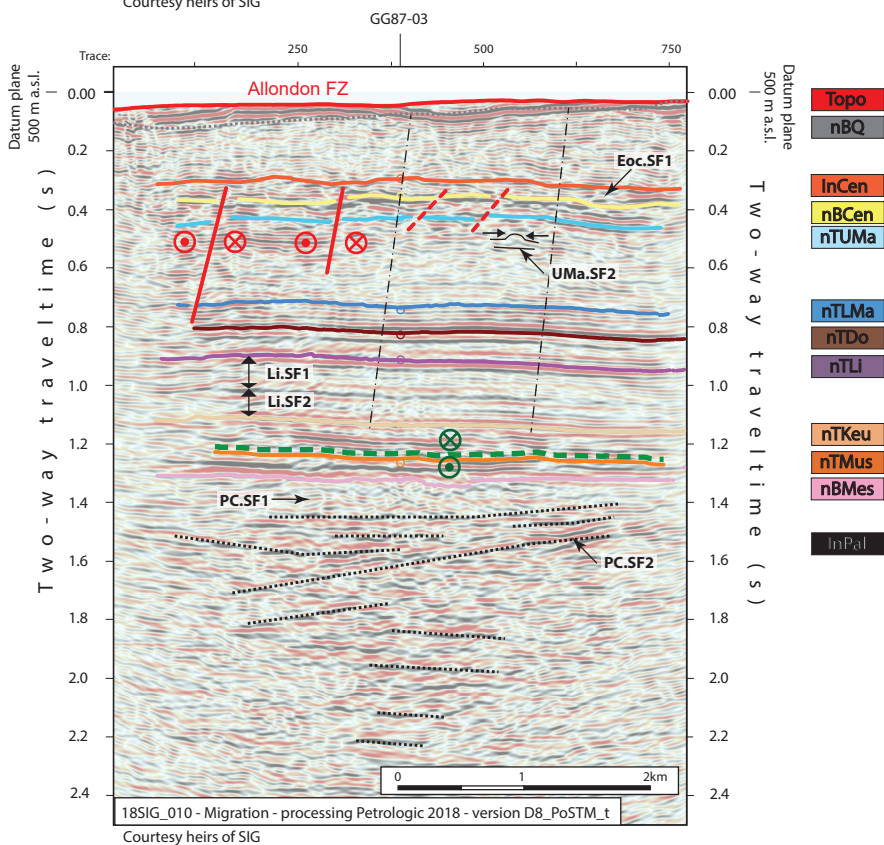 Courtesy heirs of SIG
GG87-03
Trace:
250
500
750
Datum plane
500 m a.s.l.
Datum plane
500 m a.s.l.
0.00
0.00
Allondon FZ
Topo
nBQ
0.2
0.2
Eoc.SF1
InCen
0.4
0.4
nBCen
nTUMa
UMa.SF2
0.6
0.6
nTLMa
0.8
0.8
nTDo
nTLi
Li.SF1
1.0
1.0
Li.SF2
1.2
1.2
nTKeu
nTMus
nBMes
1.4
1.4
PC.SF1
InPal
1.6
1.6
PC.SF2
1.8
1.8
2.0
2.0
2.2
2.2
2.4
2.4
Two-way traveltime (s)
Two-way traveltime (s)
0
1
2km
18SIG_010 - Migration - processing Petrologic 2018 - version D8_PoSTM_t
Courtesy heirs of SIG